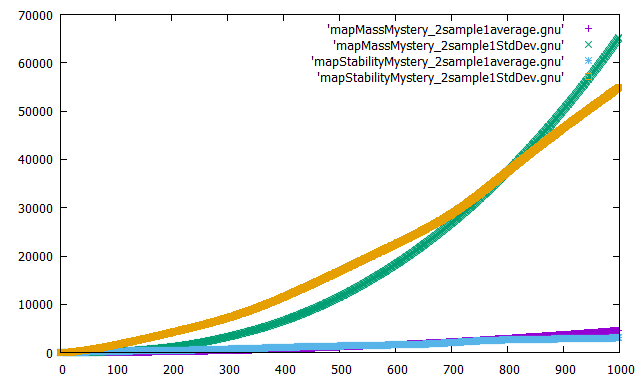 70000
60000
50000
40000
30000
20000
10000
0
'mapMassMystery_2sample1average.gnu'
'mapMassMystery_2sample1StdDev.gnu'
'mapStabilityMystery_2sample1average.gnu'
'mapStabilityMystery_2sample1StdDev.gnu'
0 100 200 300 400 500 600 700 800 900 1000